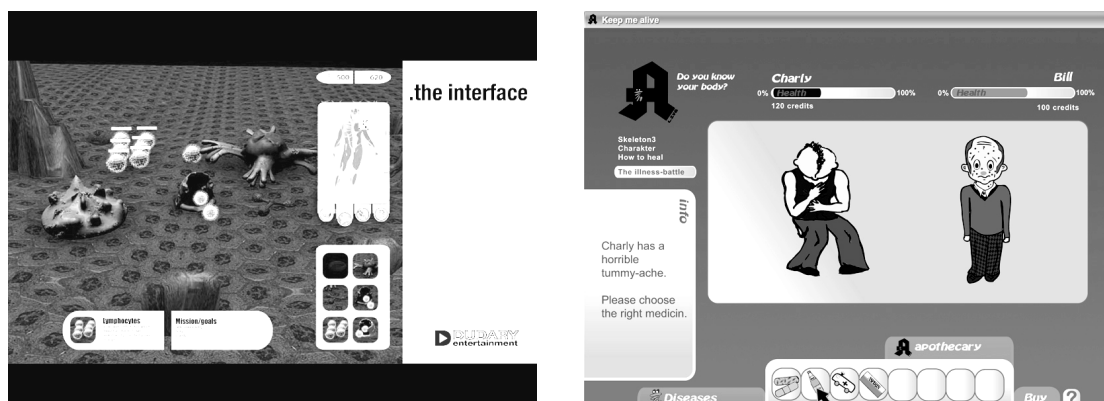 500 620
.the interface
Lymphocytes
Mission/goals
DUDARY
entertainment
Keep me alive
Do you know
your body?
Charly
0% Health 100%
120 credits
Bill
0% Health 100%
100 credits
Skeleton3
Charakter
How to heal
The illness-battle
info
Charly has a
horrible
tummy-ache.
Please choose
the right medicin.
apothecary
Diseases
Buy ?